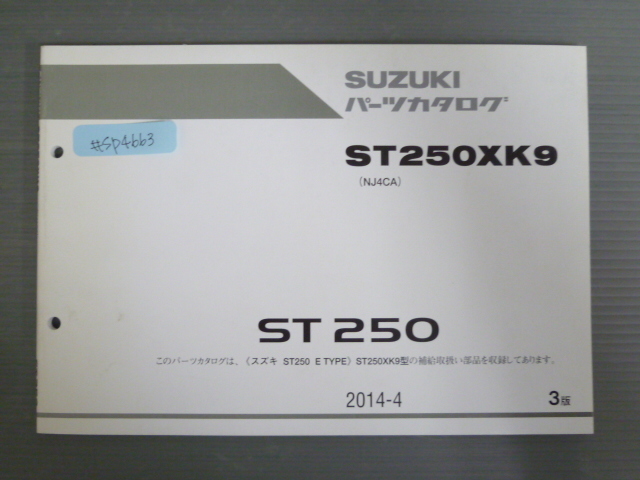 SUZUKI
パーツカタログ
#SP4663
ST250XK9
(NJ4CA)
ST 250
このパーツカタログは、〈スズキ ST250 E TYPE〉ST250XK9型の補給取扱い部品を収録してあります。
2014-4
3版